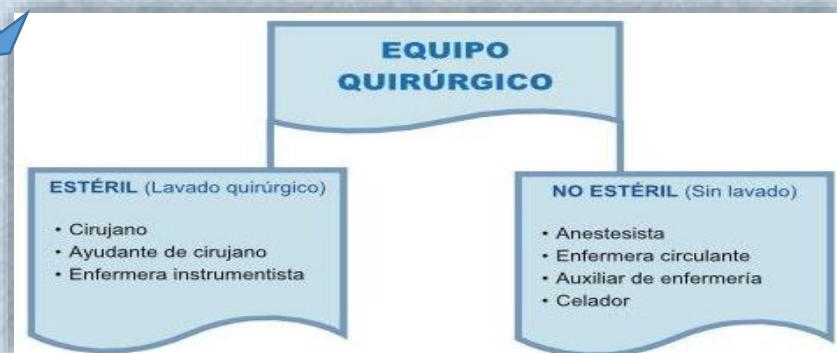 EQUIPO
QUIRÚRGICO
ESTÉRIL (Lavado quirúrgico)
• Cirujano
• Ayudante de cirujano
• Enfermera instrumentista
NO ESTÉRIL (Sin lavado)
• Anestesista
• Enfermera circulante
• Auxiliar de enfermería
• Celador